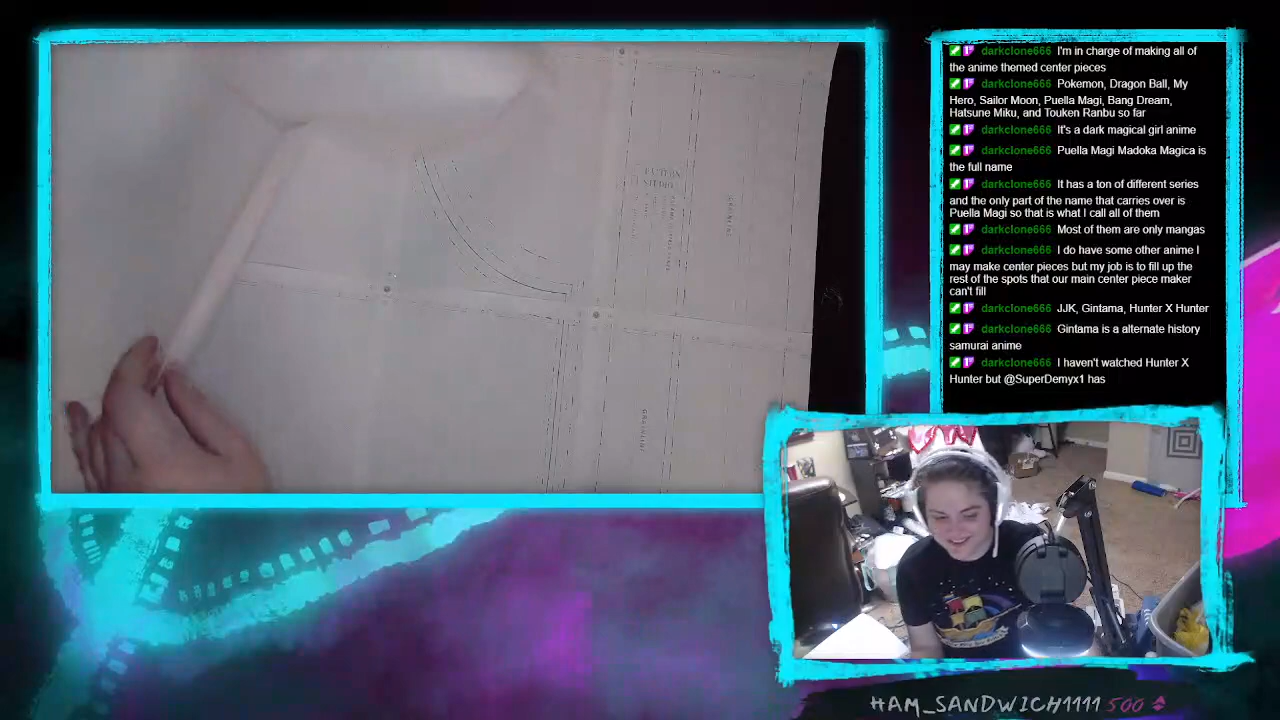 darkclone666 I'm in charge of making all of
the anime themed center pieces
darkclone666 Pokemon, Dragon Ball, My
Hero, Sailor Moon, Puella Magi, Bang Dream,
Hatsune Miku, and Touken Ranbu so far
darkclone666 It's a dark magical girl anime
darkclone666 Puella Magi Madoka Magica is
the full name
darkclone666 It has a ton of different series
and the only part of the name that carries over is
Puella Magi so that is what I call all of them
darkclone666 Most of them are only mangas
darkclone666 I do have some other anime I
may make center pieces but my job is to fill up the
rest of the spots that our main center piece maker
can't fill
darkclone666 JJK, Gintama, Hunter X Hunter
darkclone666 Gintama is a alternate history
samurai anime
darkclone666 I haven't watched Hunter X
Hunter but @SuperDemyx1 has
GRAINLINE
GRAINLINE
HAM_SANDWICH1111 500